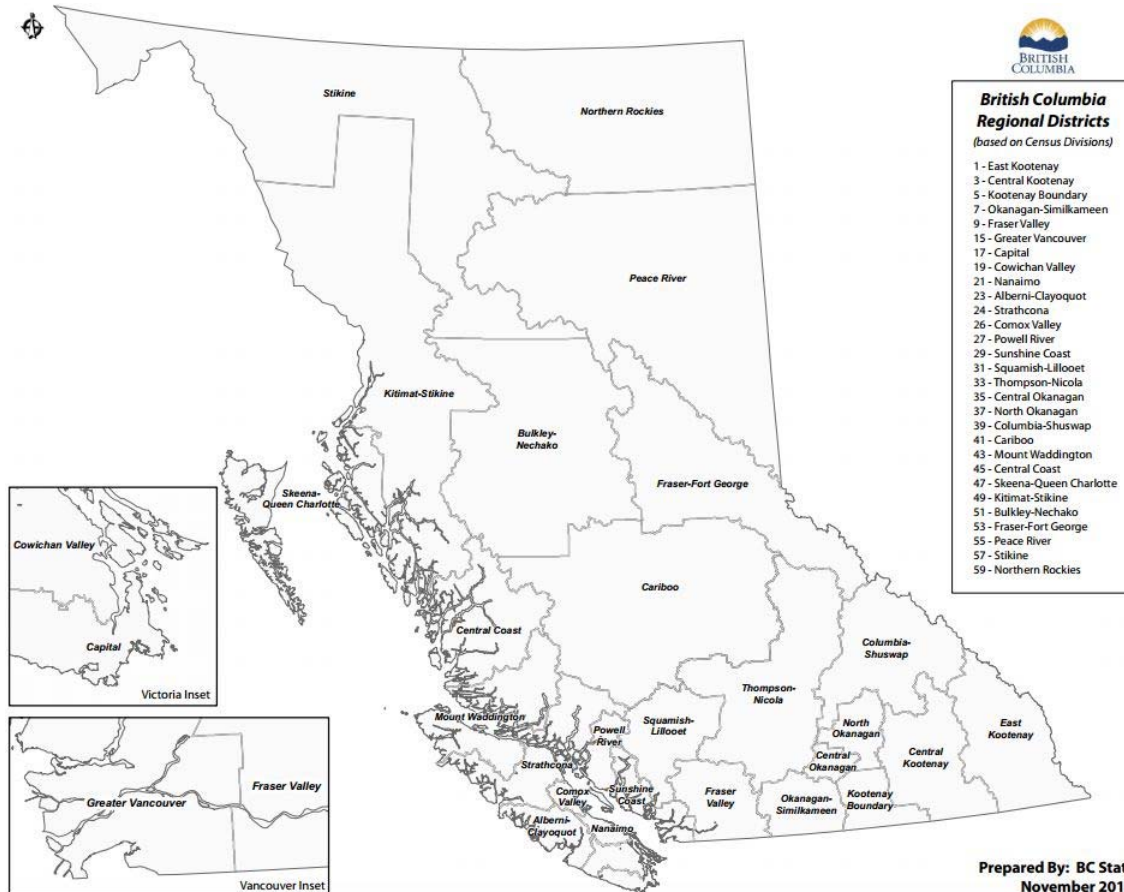 BRITISH
COLUMBIA
British Columbia
Regional Districts
(based on Census Divisions)
1 - East Kootenay
3 - Central Kootenay
5 - Kootenay Boundary
7 - Okanagan-Similkameen
9 - Fraser Valley
15 - Greater Vancouver
17 - Capital
19 - Cowichan Valley
21 - Nanaimo
23 - Alberni-Clayoquot
24 - Strathcona
26 - Comox Valley
27 - Powell River
29 - Sunshine Coast
31 - Squamish-Lillooet
33 - Thompson-Nicola
35 - Central Okanagan
37 - North Okanagan
39 - Columbia-Shuswap
41 - Cariboo
43 - Mount Waddington
45 - Central Coast
47 - Skeena-Queen Charlotte
49 - Kitimat-Stikine
51 - Bulkley-Nechako
53 - Fraser-Fort George
55 - Peace River
57 - Stikine
59 - Northern Rockies
Stikine
Northern Rockies
Peace River
Kitimat-Stikine
Bulkley-
Nechako
Fraser-Fort George
Skeena-
Queen Charlotte
Cariboo
Central Coast
Columbia-
Shuswap
Thompson-
Nicola
Mount Waddington
Powell
River
Squamish-
Lillooet
North
Okanagan
East
Kootenay
Central
Kootenay
Central
Okanagan
Strathcona
Comox
Valley
Sunshine
Coast
Fraser
Valley
Okanagan-
Similkameen
Kootenay
Boundary
Alberni-
Clayoquot
Nanaimo
Cowichan Valley
Capital
Victoria Inset
Greater Vancouver
Fraser Valley
Vancouver Inset
Prepared By: BC Stat
November 201